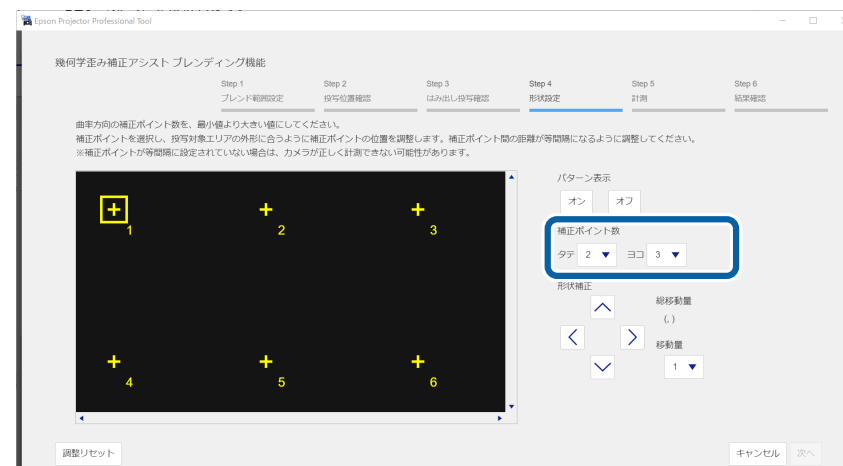 Epson Projector Professional Tool
幾何学歪み補正アシスト ブレンディング機能
Step 1 Step 2 Step 3 Step 4 Step 5 Step 6
ブレンド範囲設定 投写位置確認 はみ出し投写確認 形状設定 計測 結果確認
曲率方向の補正ポイント数を、最小値より大きい値にしてください。
補正ポイントを選択し、投写対象エリアの外形に合うように補正ポイントの位置を調整します。補正ポイント間の距離が等間隔になるように調整してください。
※補正ポイントが等間隔に設定されていない場合は、カメラが正しく計測できない可能性があります。
パターン表示
オン オフ
1 2 3
補正ポイント数
タテ 2 ▼ ヨコ 3 ▼
形状補正
総移動量
(, )
移動量
1 ▼
4 5 6
調整リセット キャンセル 次へ